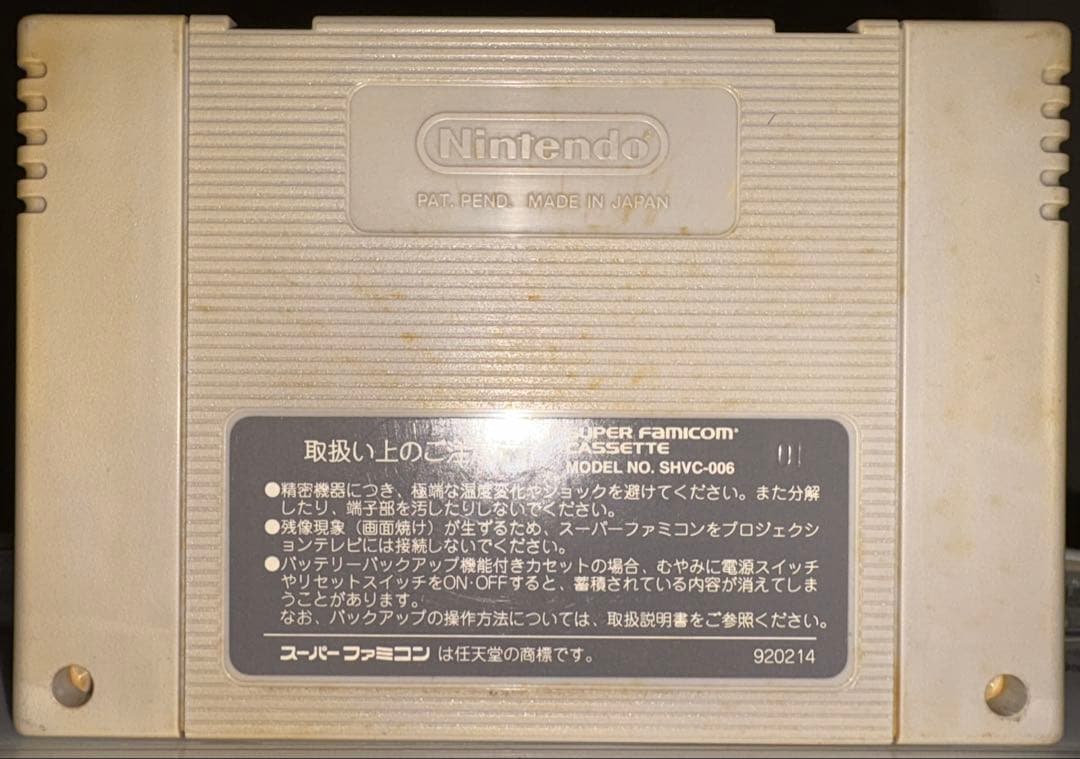 Nintendo
PAT. PEND. MADE IN JAPAN
取扱い上のご注
SUPER FAMICOM
CASSETTE
MODEL NO. SHVC-006
01
●精密機器につき、極端な温度変化やショックを避けてください。また分解
したり、端子部を汚したりしないでください。
●残像現象（画面焼け）が生ずるため、スーパーファミコンをプロジェクシ
ョンテレビには接続しないでください。
●バッテリーバックアップ機能付きカセットの場合、むやみに電源スイッチ
やリセットスイッチをON・OFFすると、蓄積されている内容が消えてしま
うことがあります。
なお、バックアップの操作方法については、取扱説明書をご参照ください。
スーパーファミコン は任天堂の商標です。
920214